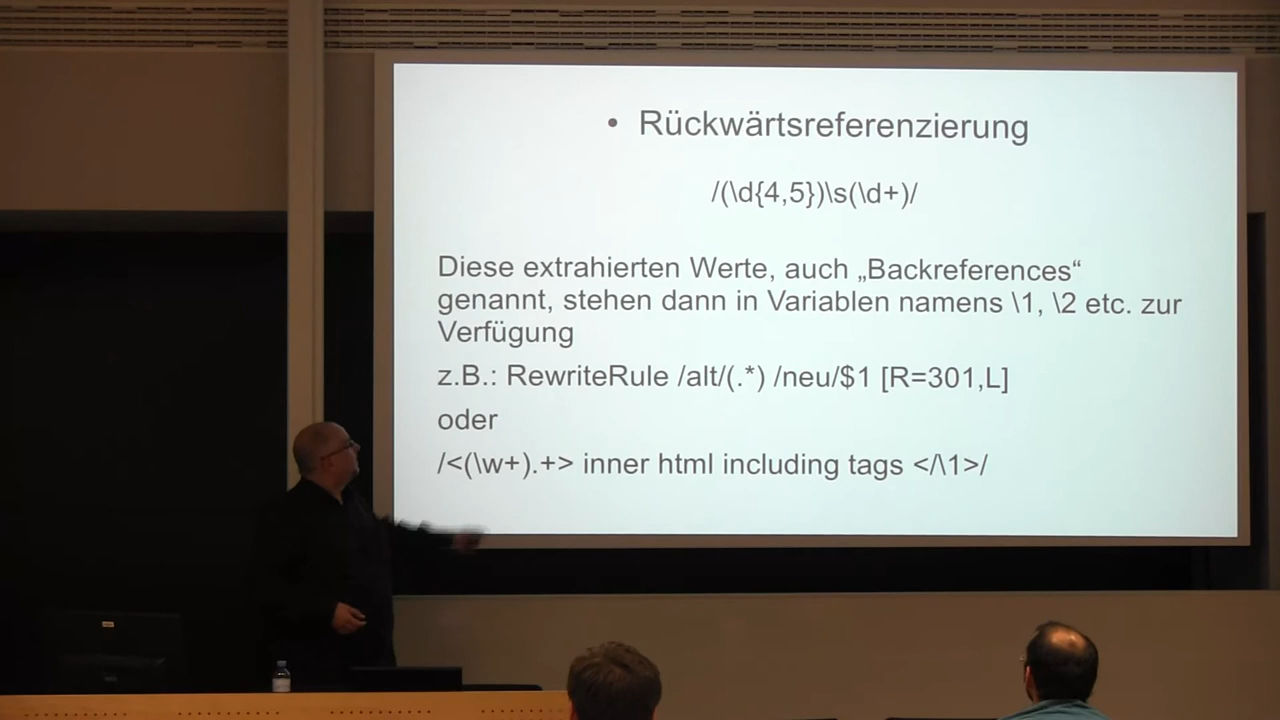 • Rückwärtsreferenzierung
/(\d{4,5})\s(\d+)/
Diese extrahierten Werte, auch „Backreferences“
genannt, stehen dann in Variablen namens \1, \2 etc. zur
Verfügung
z.B.: RewriteRule /alt/(.*) /neu/$1 [R=301,L]
oder
/<(\w+).+> inner html including tags <​/\1>/